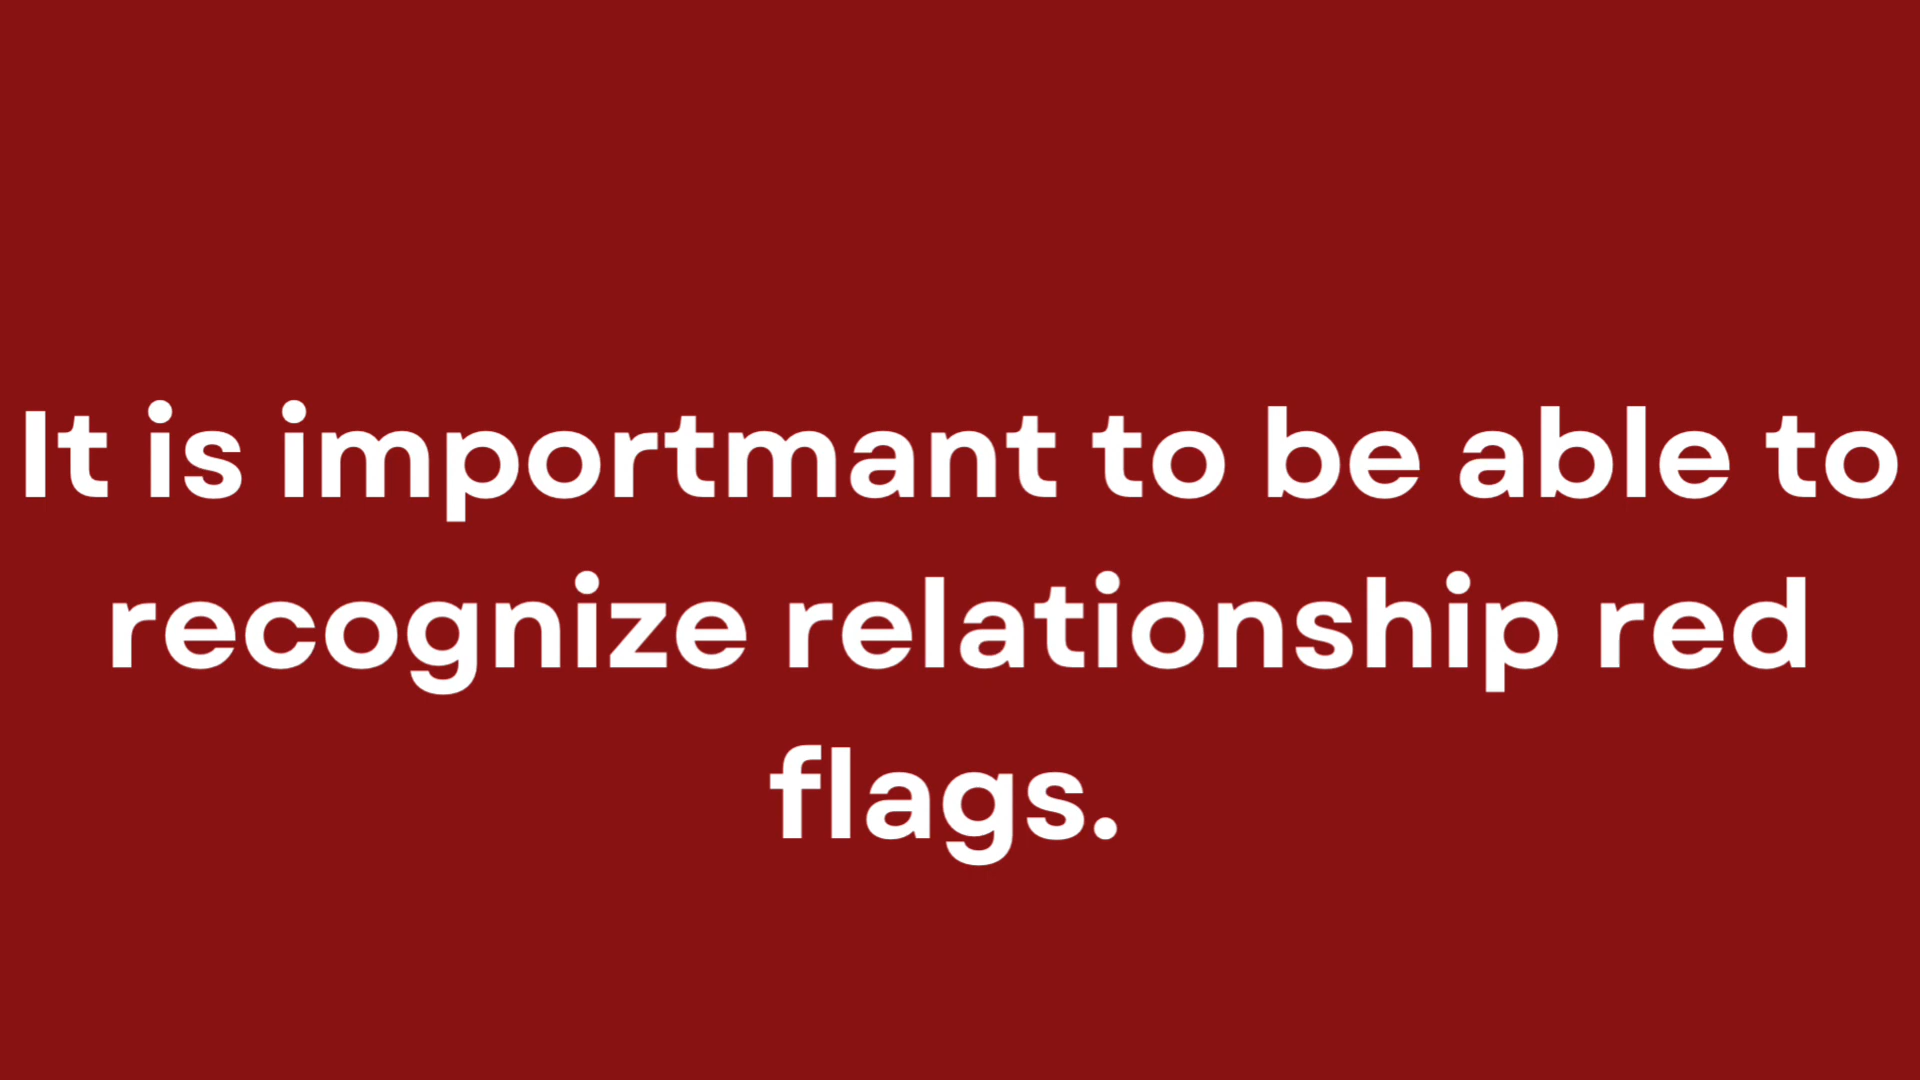 It is importmant to be able to
recognize relationship red
flags.